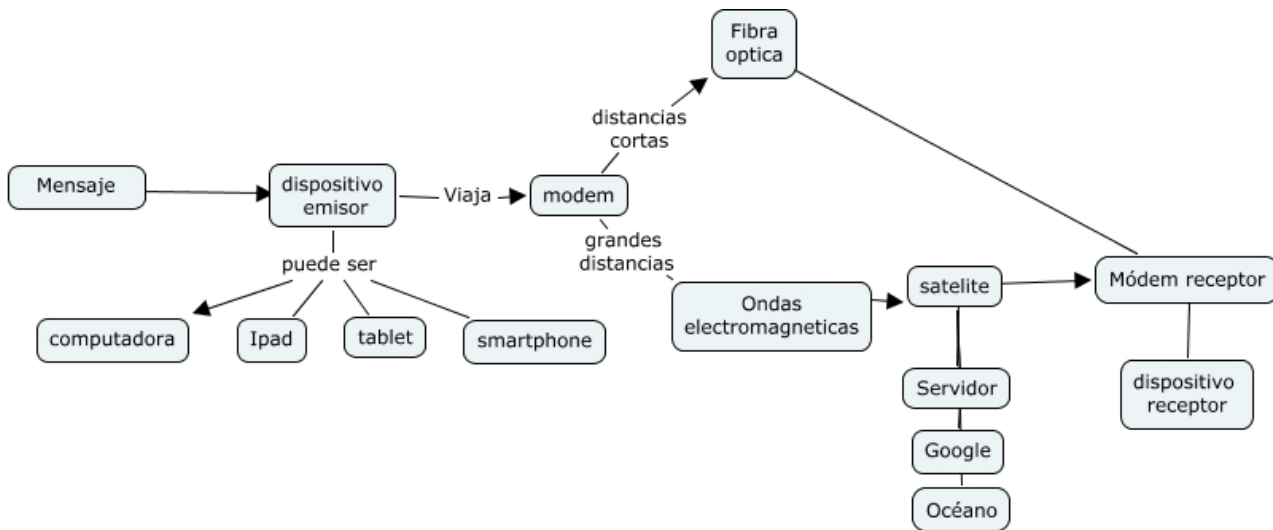 Fibra
optica
distancias
cortas
Mensaje
dispositivo
emisor
Viaja
modem
puede ser
grandes
distancias
computadora
Ipad
tablet
smartphone
Ondas
electromagneticas
satelite
Módem receptor
Servidor
Google
Océano
dispositivo
receptor